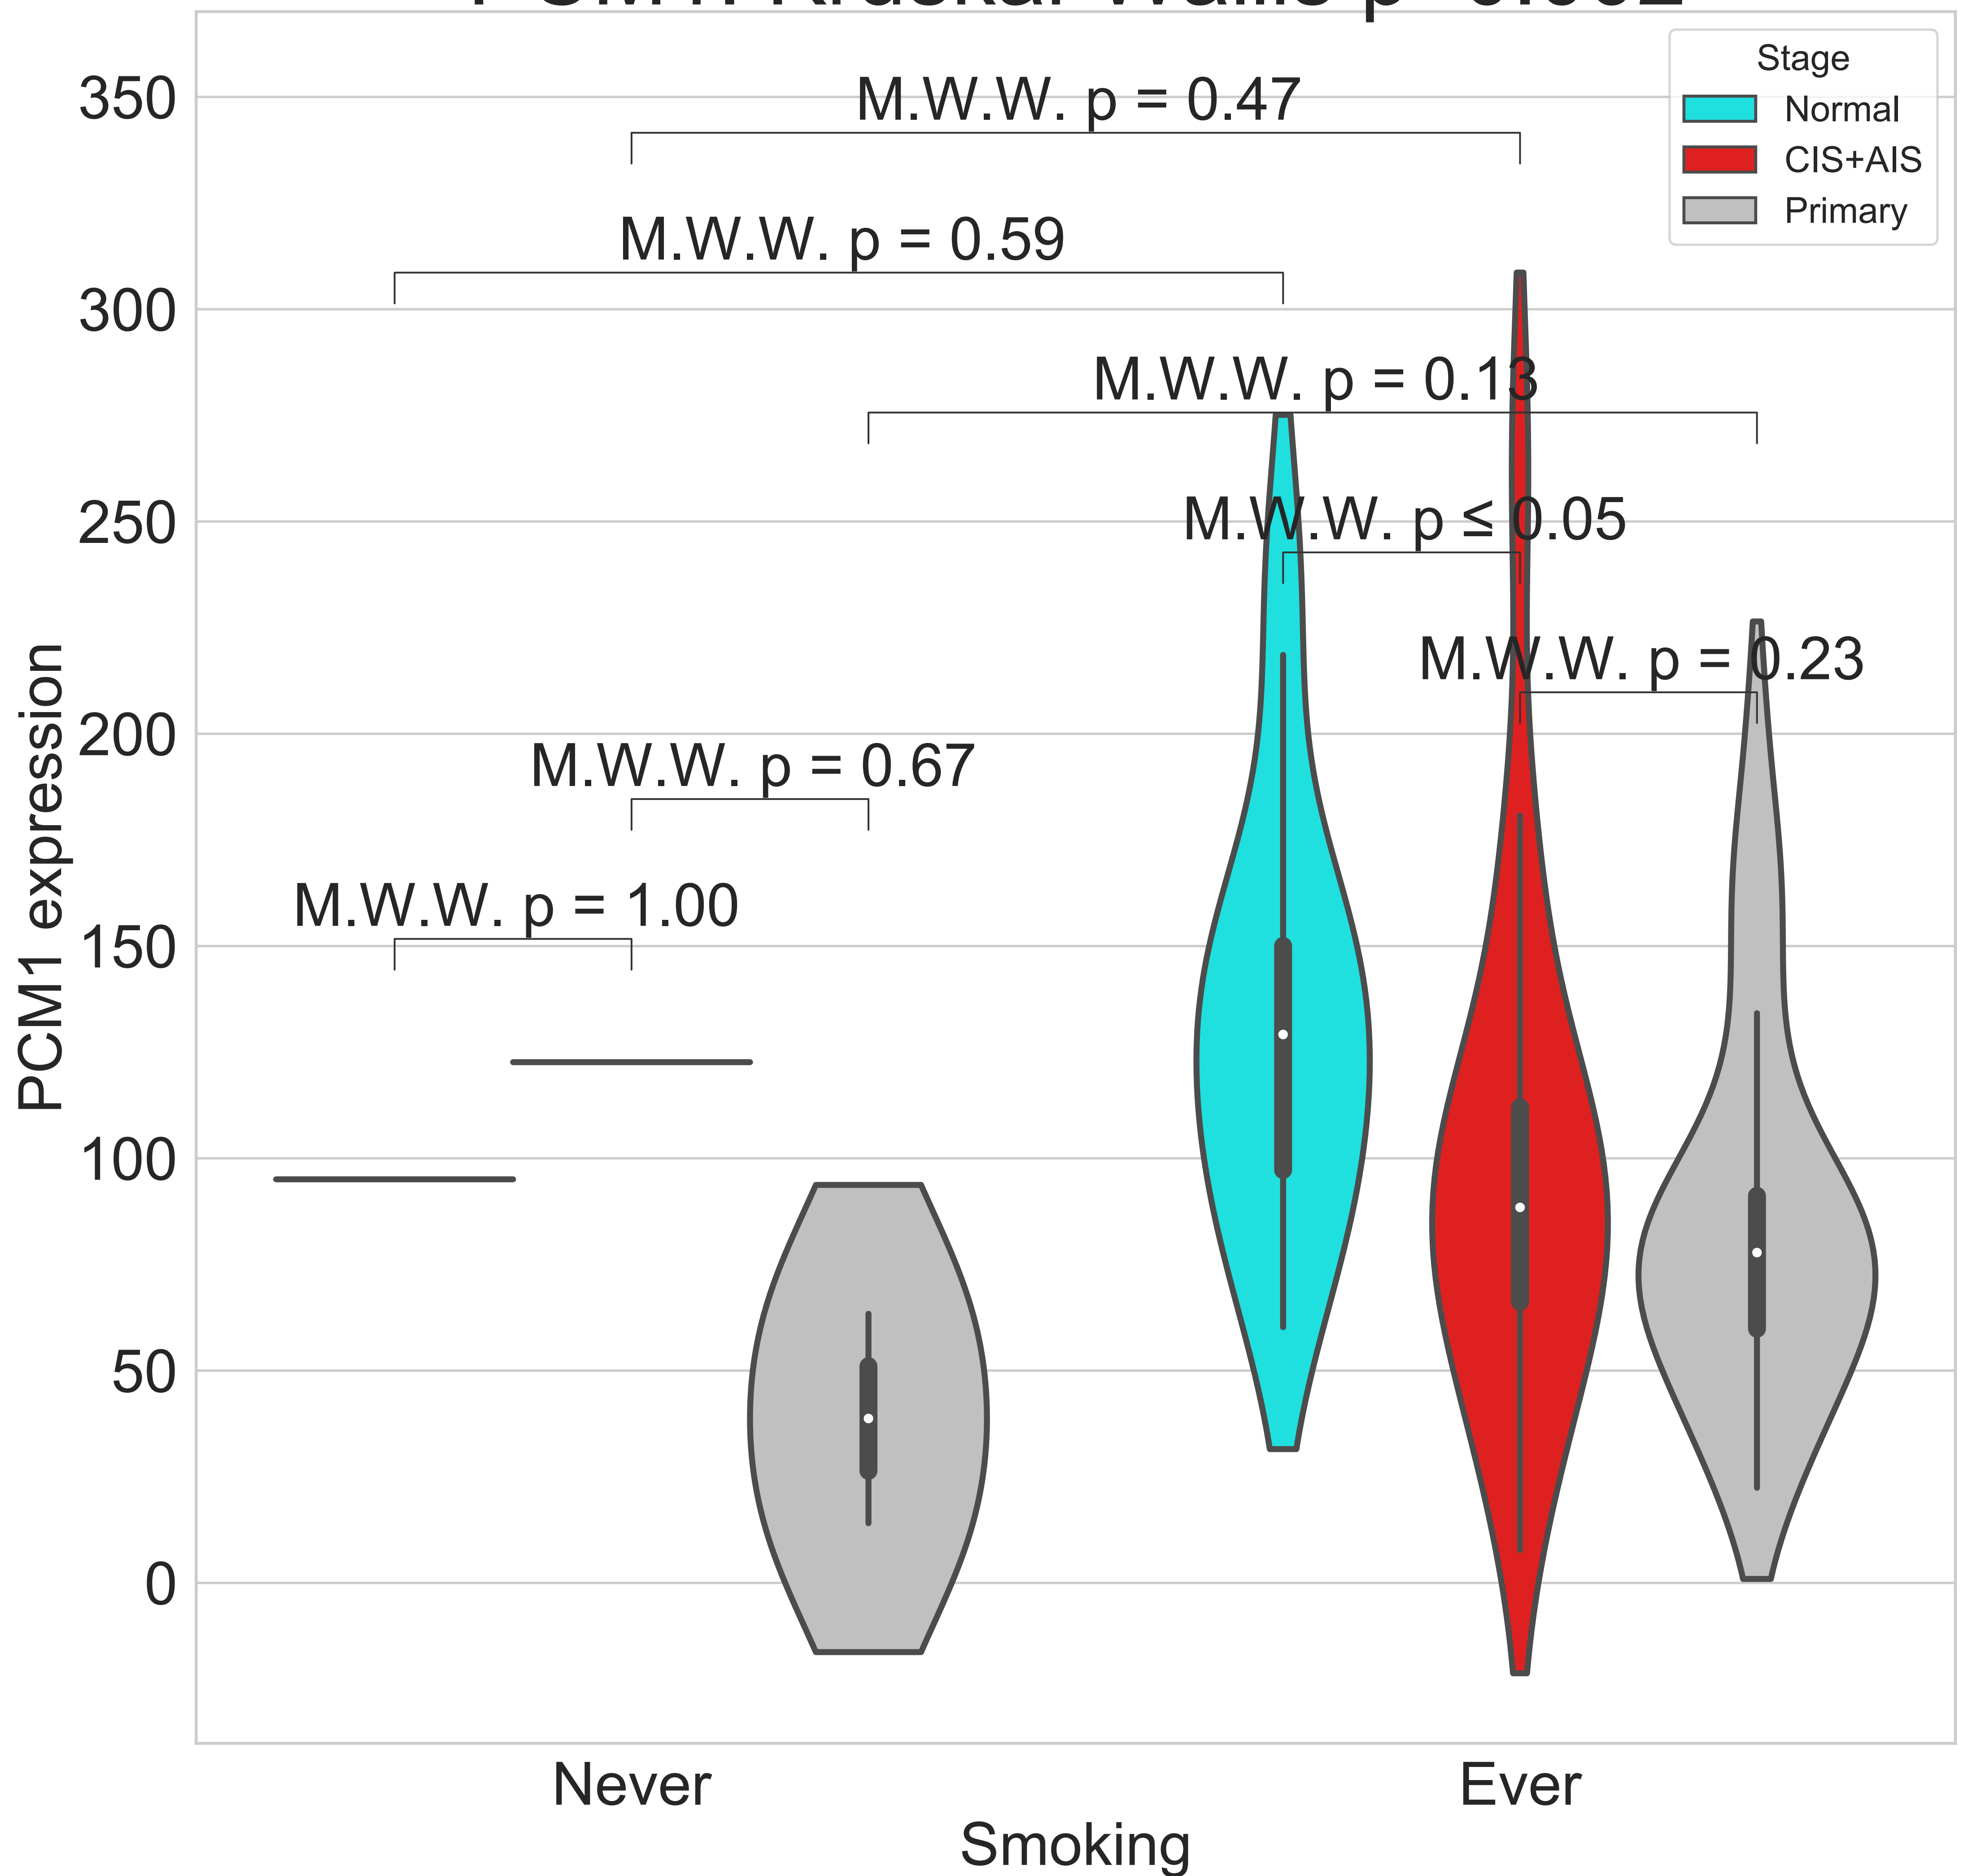 Stage
Normal
CIS+AIS
Primary
350
300
250
200
150
100
50
0
M.W.W. p = 0.47
M.W.W. p = 0.59
M.W.W. p = 0.13
M.W.W. p ≤ 0.05
M.W.W. p = 0.23
M.W.W. p = 0.67
M.W.W. p = 1.00
PCM1 expression
Never
Ever
Smoking